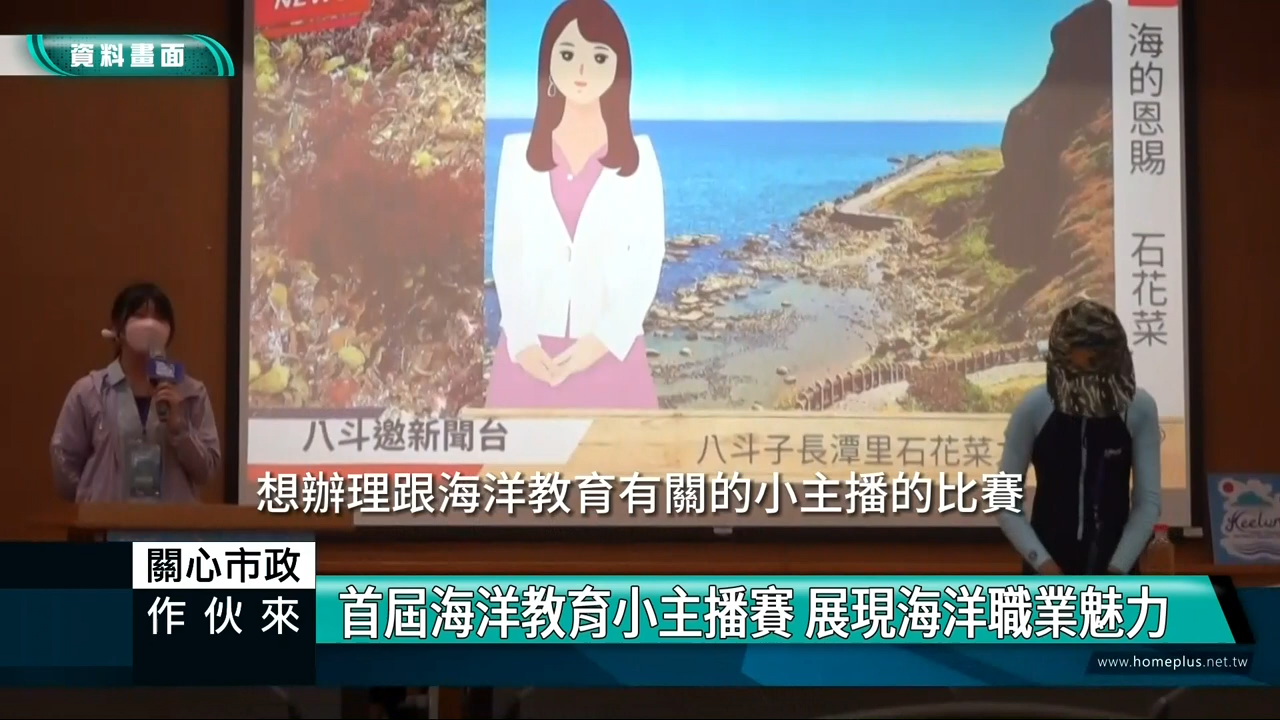 NEWS
資料畫面
海的恩賜 石花菜
八斗邀新聞台
八斗子長潭里石花菜
想辦理跟海洋教育有關的小主播的比賽
Keelun
關心市政
作伙來
首屆海洋教育小主播賽 展現海洋職業魅力
www.homeplus.net.tw